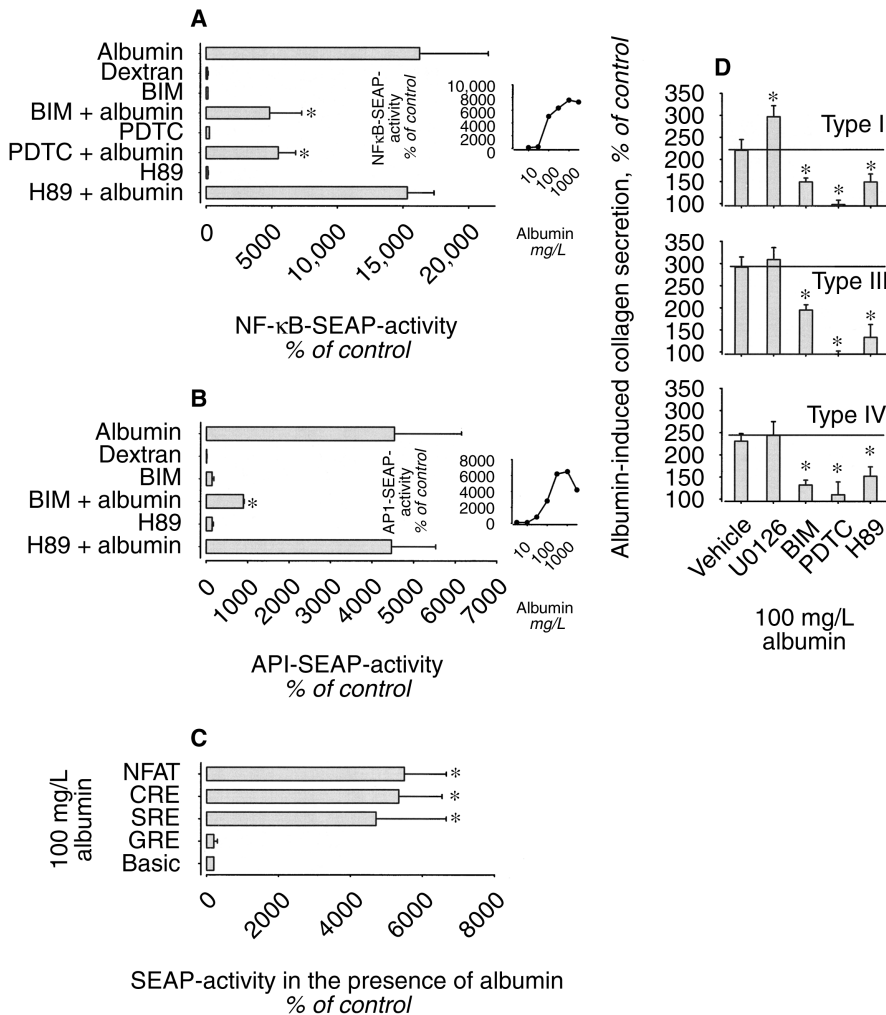 A
Albumin
Dextran
BIM
BIM + albumin
*
PDTC
PDTC + albumin
*
H89
H89 + albumin
0
5000
10,000
15,000
20,000
NF-κB-SEAP-activity
% of control
NFκB-SEAP-
activity
% of control
10,000
8000
6000
4000
2000
0
10
100
1000
Albumin
mg/L
B
Albumin
Dextran
BIM
BIM + albumin
*
H89
H89 + albumin
0
1000
2000
3000
4000
5000
6000
7000
API-SEAP-activity
% of control
AP1-SEAP-
activity
% of control
8000
6000
4000
2000
0
10
100
1000
Albumin
mg/L
C
100 mg/L
albumin
NFAT
*
CRE
*
SRE
*
GRE
Basic
0
2000
4000
6000
8000
SEAP-activity in the presence of albumin
% of control
D
Albumin-induced collagen secretion, % of control
350
300
250
200
150
100
Type I
*
*
*
*
350
300
250
200
150
100
Type III
*
*
*
350
300
250
200
150
100
Type IV
*
*
*
Vehicle
U0126
BIM
PDTC
H89
100 mg/L
albumin